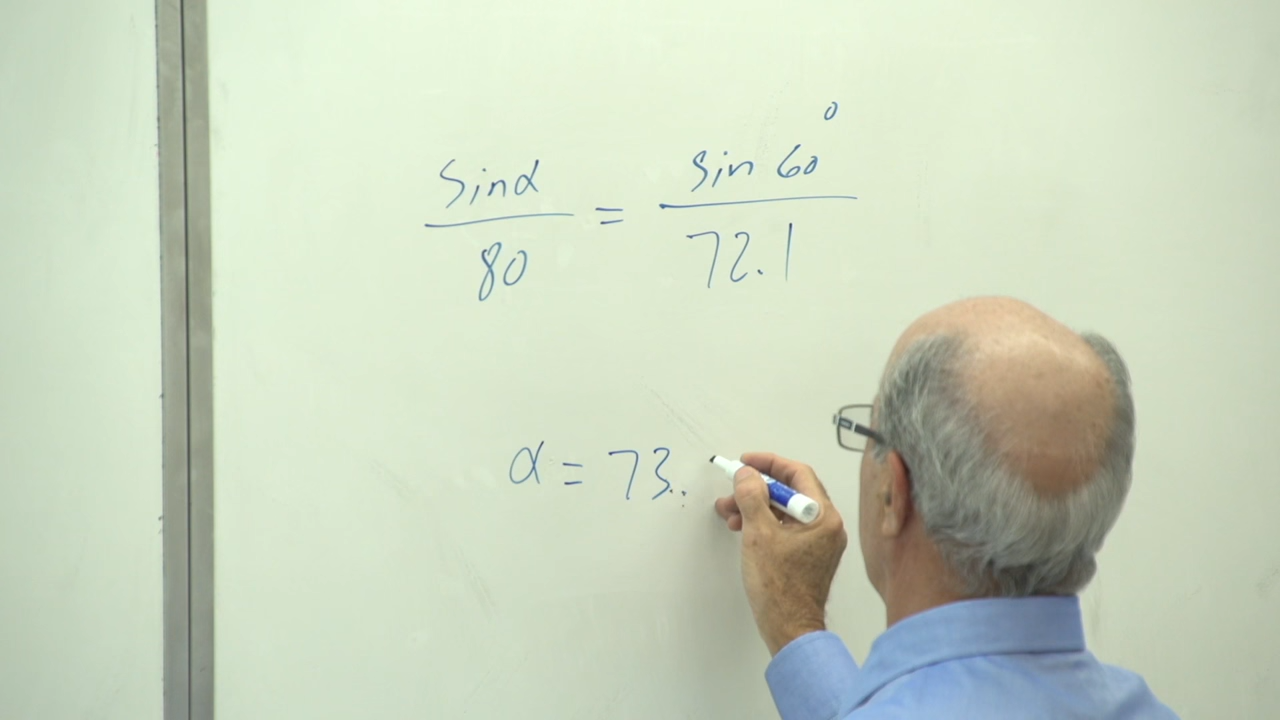 sinα / 80 = sin 60° / 72.1
α = 73.